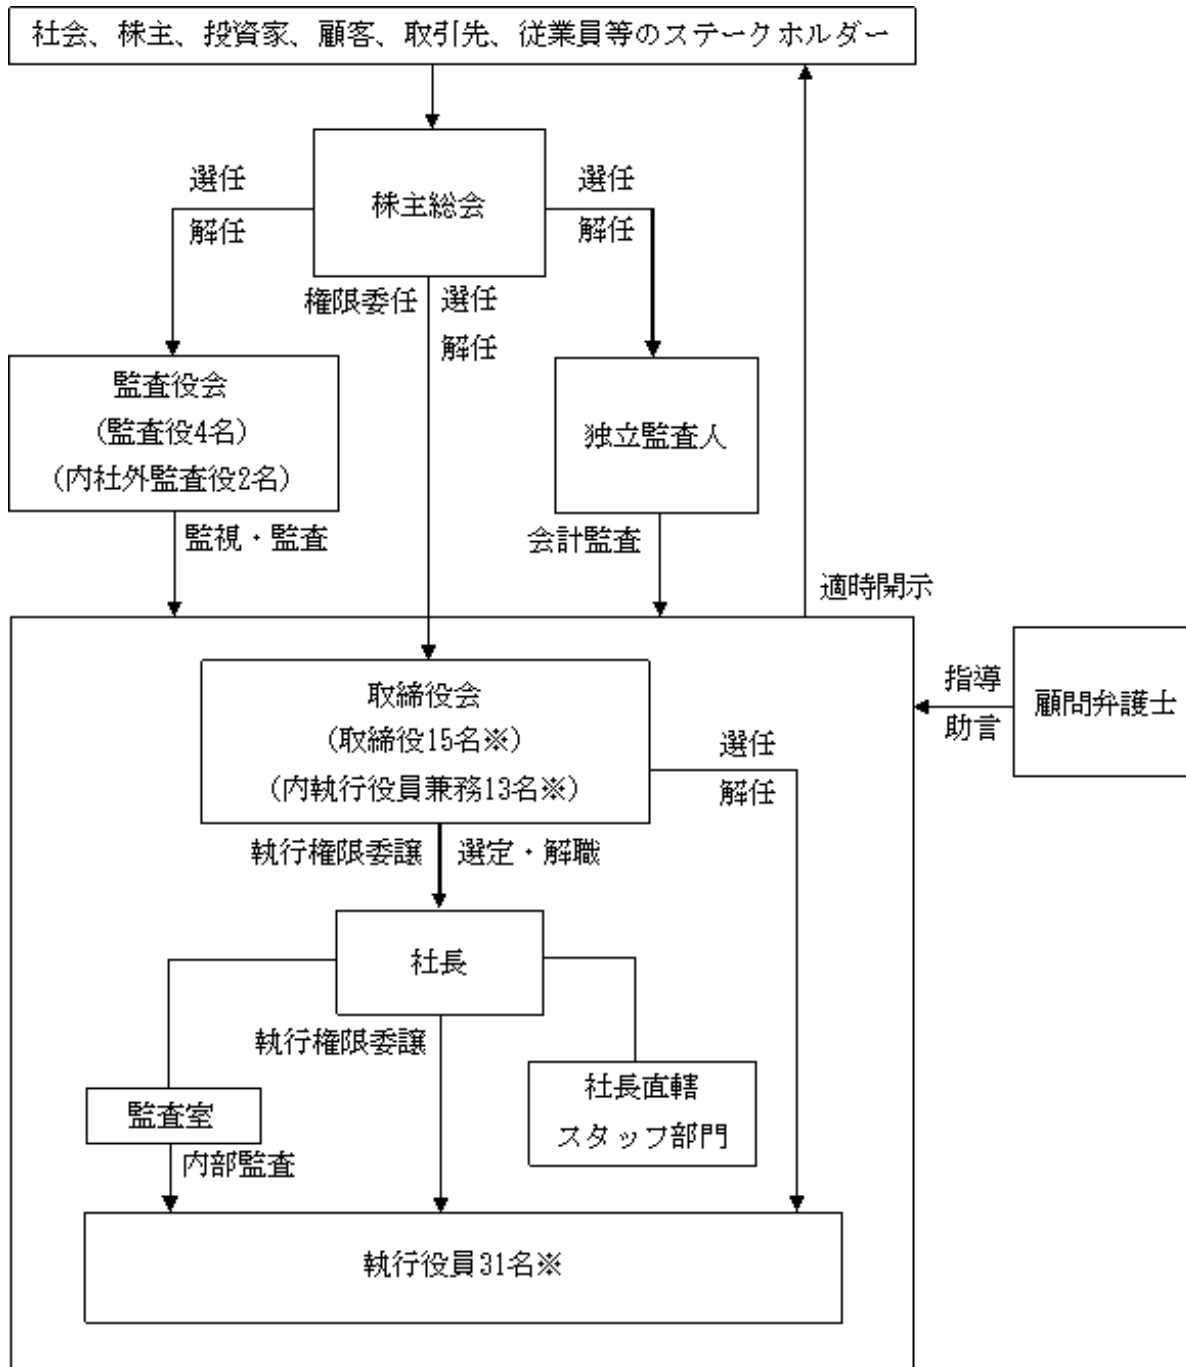 社会、株主、投資家、顧客、取引先、従業員等のステークホルダー
選任
解任
株主総会
選任
解任
権限委任
選任
解任
監査役会
(監査役4名)
(内社外監査役2名)
独立監査人
監視・監査
会計監査
適時開示
取締役会
(取締役15名※)
(内執行役員兼務13名※)
選任
解任
指導
助言
顧問弁護士
執行権限委譲
選定・解職
社長
執行権限委譲
監査室
社長直轄
スタッフ部門
内部監査
執行役員31名※